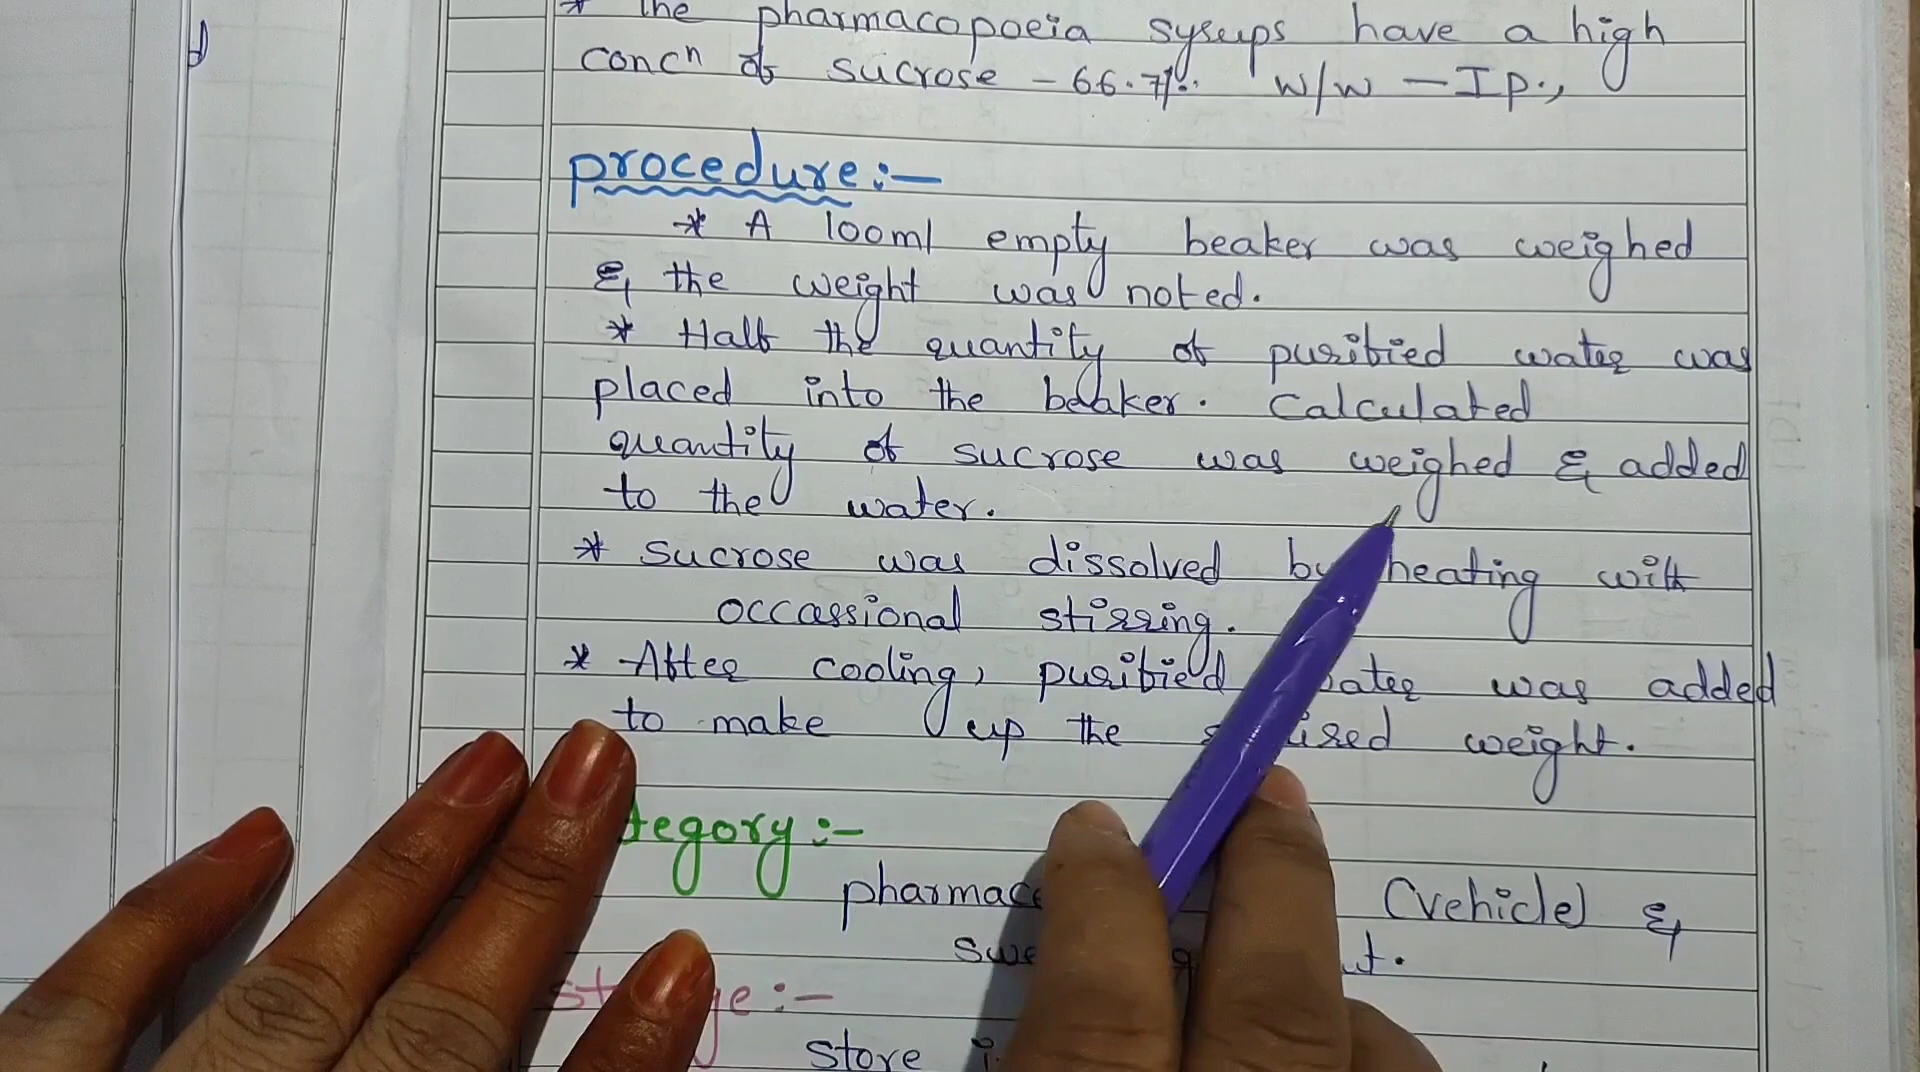 * The pharmacopoeia syrups have a high
concn of sucrose - 66.7%. W/W - Ip.,
procedure:-
* A 100ml empty beaker was weighed
& the weight was noted.
* Half the quantity of purified water was
placed into the beaker. Calculated
quantity of sucrose was weighed & added
to the water.
* Sucrose was dissolved by heating with
occassional stirring.
* After cooling, purified water was added
to make up the weight.
(vehicle) &
store